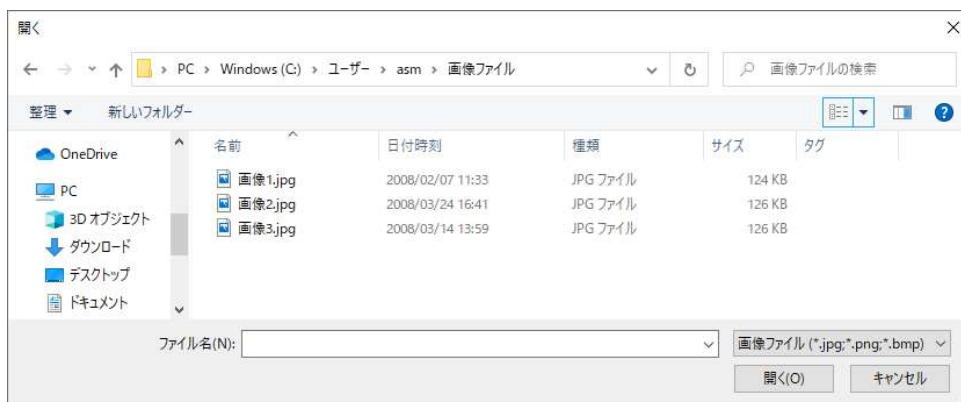 開く
PC › Windows (C:) › ユーザー › asm › 画像ファイル
画像ファイルの検索
整理
新しいフォルダー
OneDrive
PC
3D オブジェクト
ダウンロード
デスクトップ
ドキュメント
名前 日付時刻 種類 サイズ タグ
画像1.jpg 2008/02/07 11:33 JPG ファイル 124 KB
画像2.jpg 2008/03/24 16:41 JPG ファイル 126 KB
画像3.jpg 2008/03/14 13:59 JPG ファイル 126 KB
ファイル名(N):
画像ファイル (*.jpg;*.png;*.bmp)
開く(O) キャンセル